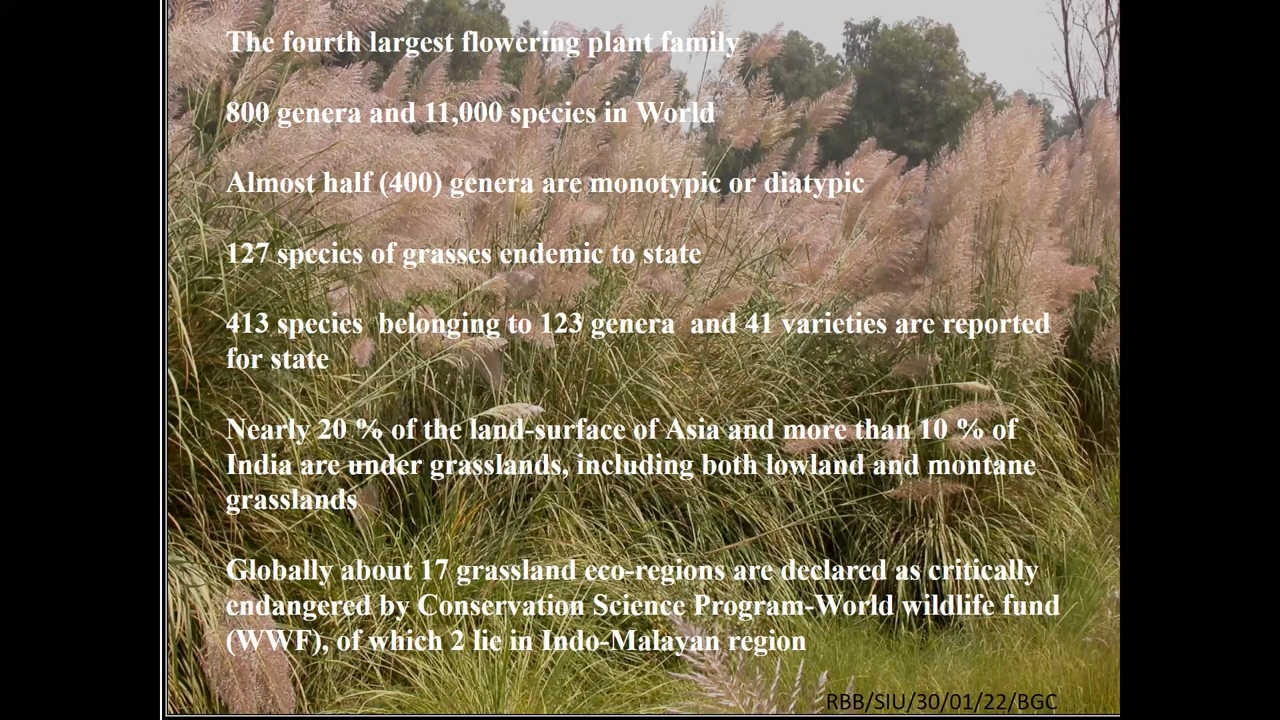 The fourth largest flowering plant family
800 genera and 11,000 species in World
Almost half (400) genera are monotypic or diatypic
127 species of grasses endemic to state
413 species  belonging to 123 genera  and 41 varieties are reported
for state
Nearly 20 % of the land-surface of Asia and more than 10 % of
India are under grasslands, including both lowland and montane
grasslands
Globally about 17 grassland eco-regions are declared as critically
endangered by Conservation Science Program-World wildlife fund
(WWF), of which 2 lie in Indo-Malayan region
RBB/SIU/30/01/22/BGC